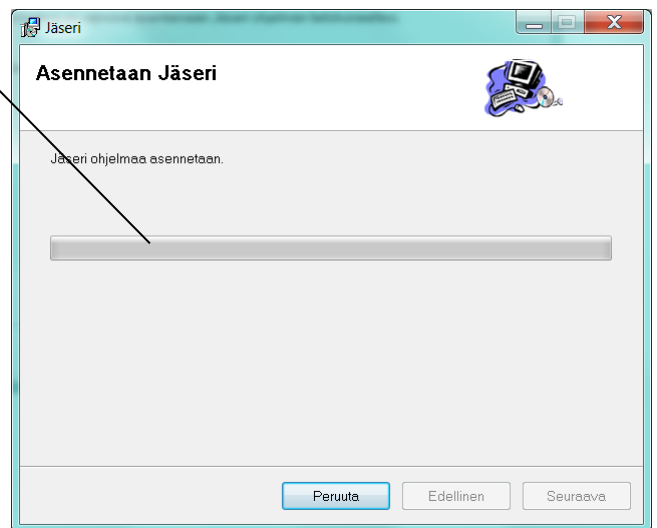 Jäseri
Asennetaan Jäseri
Jäseri ohjelmaa asennetaan.
Peruuta
Edellinen
Seuraava